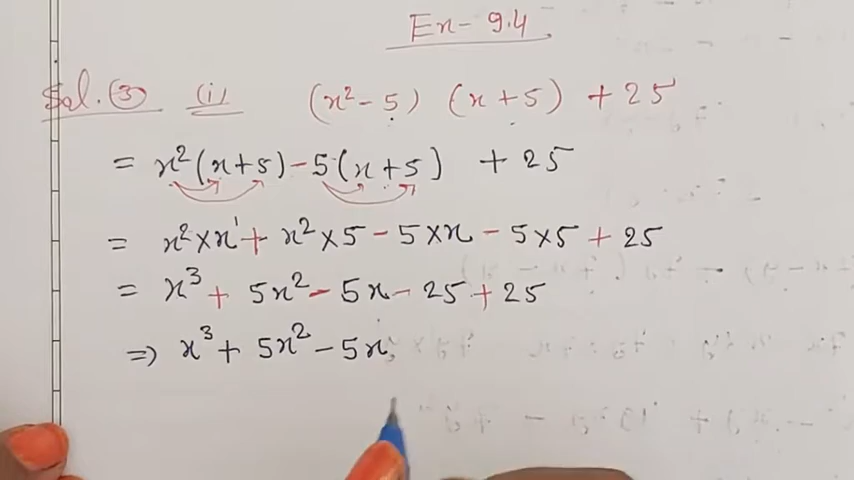 Ex- 9.4
Sol. (3) (i) (x² - 5) (x + 5) + 25
= x²(x + 5) - 5(x + 5) + 25
= x² × x¹ + x² × 5 - 5 × x - 5 × 5 + 25
= x³ + 5x² - 5x - 25 + 25
⇒ x³ + 5x² - 5x